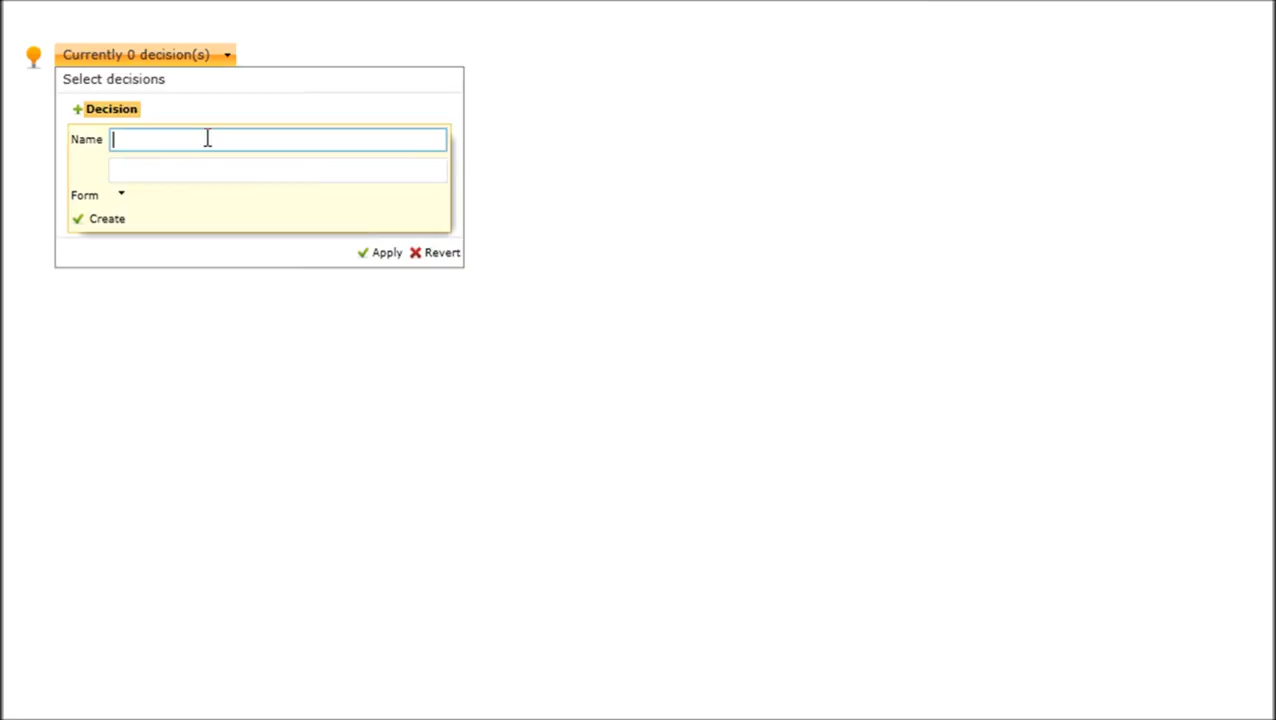 Currently 0 decision(s)
Select decisions
Decision
Name
Form
Create
Apply Revert